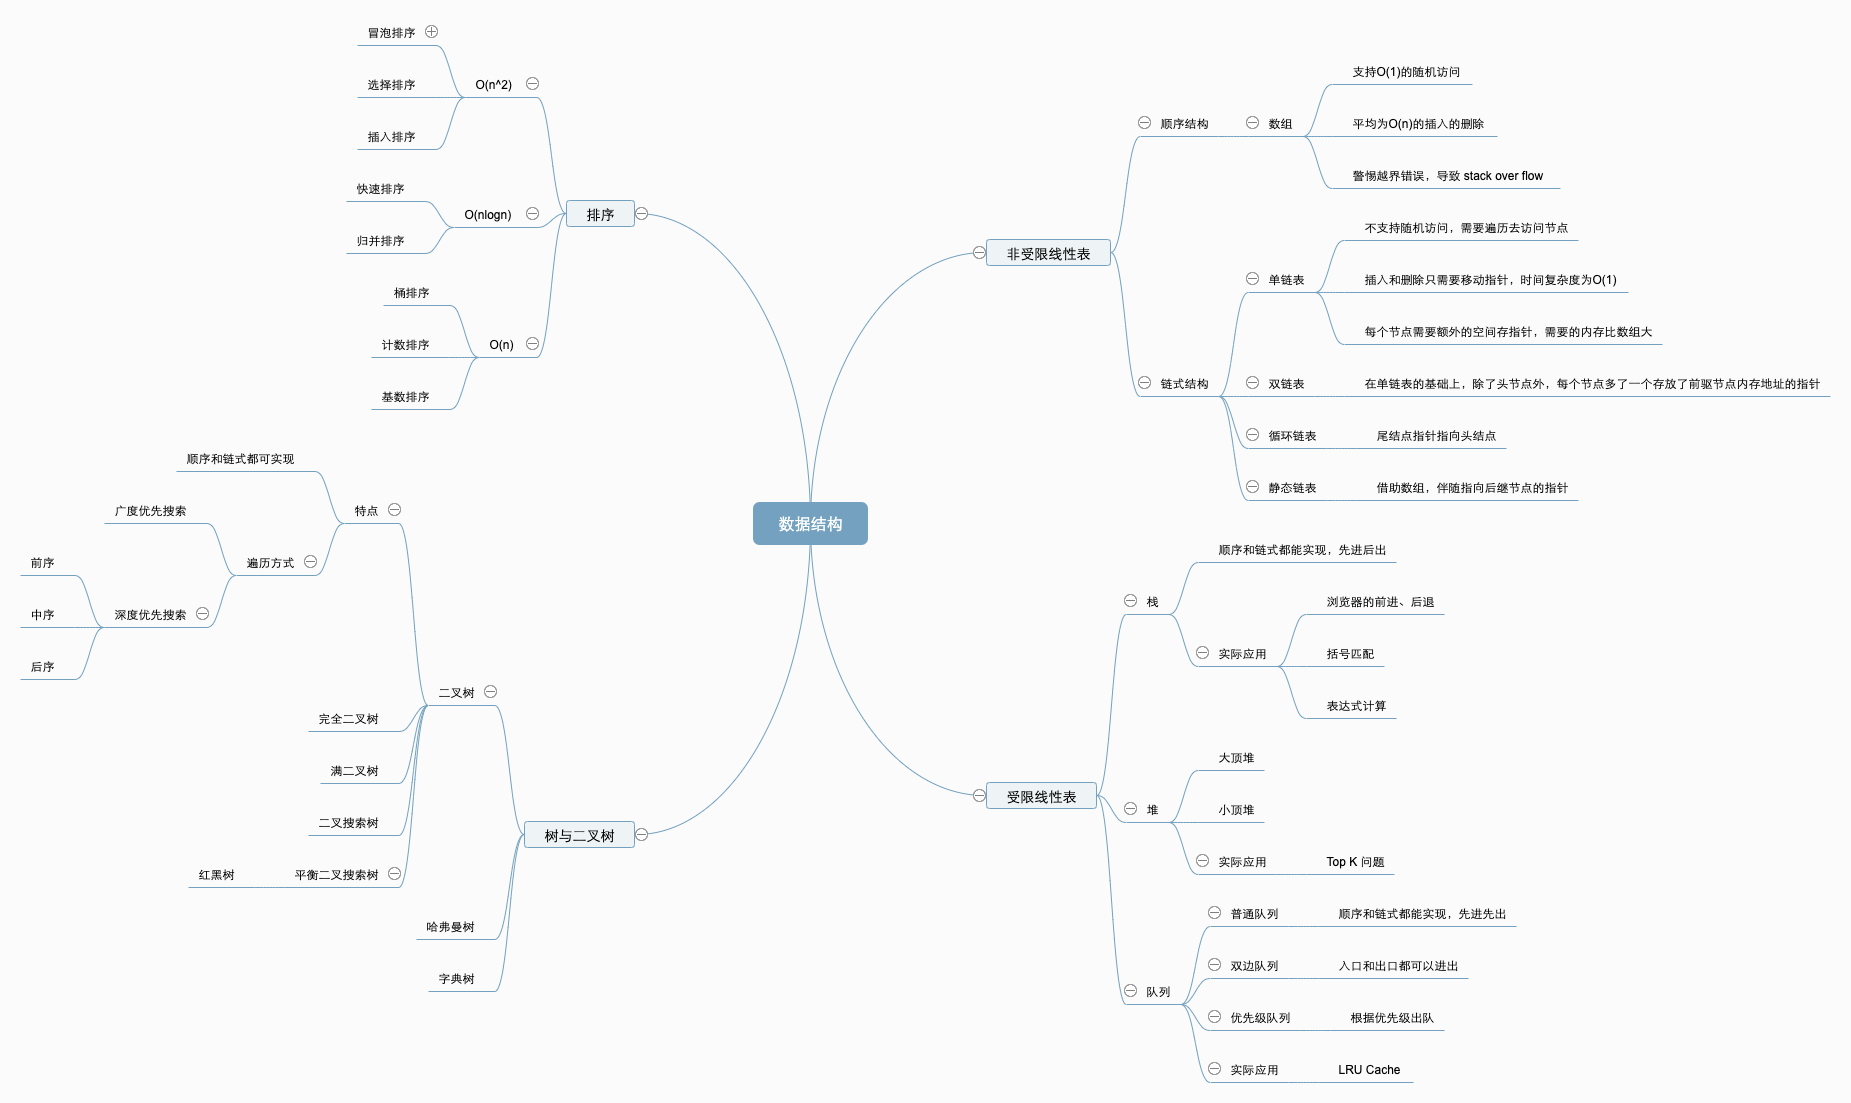 数据结构
排序
O(n^2)
冒泡排序
选择排序
插入排序
O(nlogn)
快速排序
归并排序
O(n)
桶排序
计数排序
基数排序
树与二叉树
二叉树
特点
顺序和链式都可实现
遍历方式
广度优先搜索
深度优先搜索
前序
中序
后序
完全二叉树
满二叉树
二叉搜索树
平衡二叉搜索树
红黑树
哈弗曼树
字典树
非受限线性表
顺序结构
数组
支持O(1)的随机访问
平均为O(n)的插入的删除
警惕越界错误，导致 stack over flow
链式结构
单链表
不支持随机访问，需要遍历去访问节点
插入和删除只需要移动指针，时间复杂度为O(1)
每个节点需要额外的空间存指针，需要的内存比数组大
双链表
在单链表的基础上，除了头节点外，每个节点多了一个存放了前驱节点内存地址的指针
循环链表
尾结点指针指向头结点
静态链表
借助数组，伴随指向后继节点的指针
受限线性表
栈
顺序和链式都能实现，先进后出
实际应用
浏览器的前进、后退
括号匹配
表达式计算
堆
大顶堆
小顶堆
实际应用
Top K 问题
队列
普通队列
顺序和链式都能实现，先进先出
双边队列
入口和出口都可以进出
优先级队列
根据优先级出队
实际应用
LRU Cache